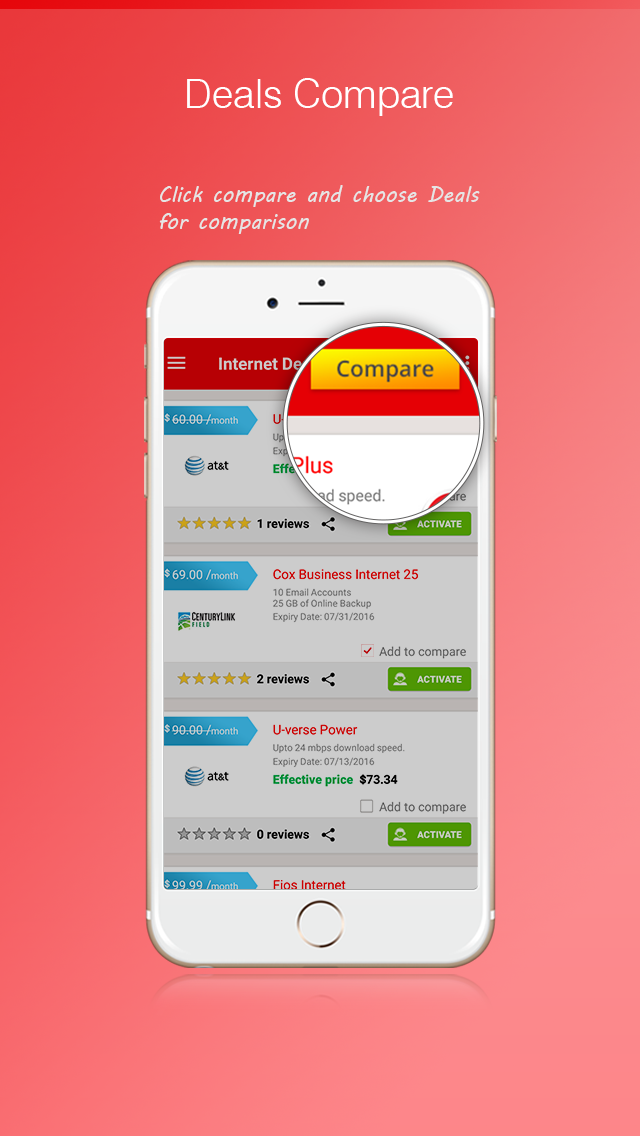 Deals Compare
Click compare and choose Deals
for comparison
Internet De
Compare
$ 60.00 /month
U-
Up
Exp
Effe
Plus
ad speed.
are
at&t
1 reviews
ACTIVATE
$ 69.00 /month
Cox Business Internet 25
10 Email Accounts
25 GB of Online Backup
Expiry Date: 07/31/2016
CENTURYLINK
FIELD
Add to compare
2 reviews
ACTIVATE
$ 90.00 /month
U-verse Power
Upto 24 mbps download speed.
Expiry Date: 07/13/2016
at&t
Effective price $73.34
Add to compare
0 reviews
ACTIVATE
$ 99.99 /month
Fios Internet